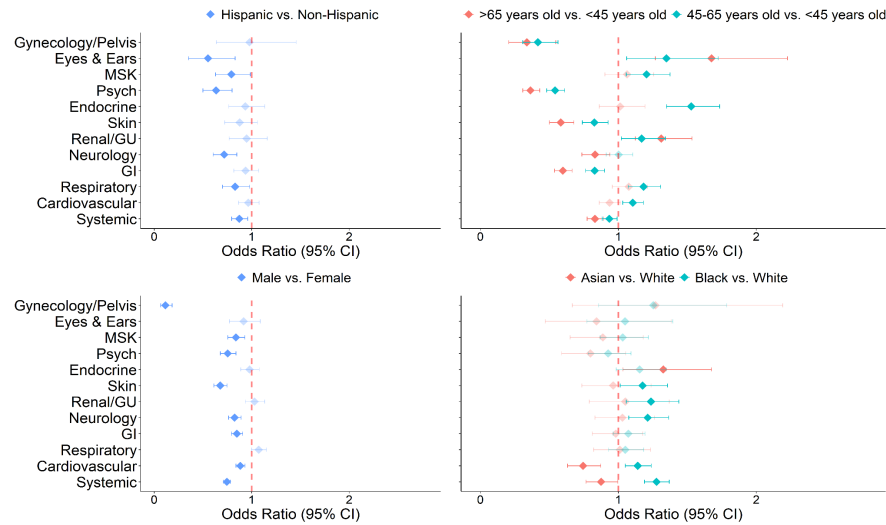 Hispanic vs. Non-Hispanic
>65 years old vs. <45 years old 45-65 years old vs. <45 years old
Gynecology/Pelvis
Eyes & Ears
MSK
Psych
Endocrine
Skin
Renal/GU
Neurology
GI
Respiratory
Cardiovascular
Systemic
0 1 2
Odds Ratio (95% CI)
0 1 2
Odds Ratio (95% CI)
Male vs. Female
Asian vs. White Black vs. White
Gynecology/Pelvis
Eyes & Ears
MSK
Psych
Endocrine
Skin
Renal/GU
Neurology
GI
Respiratory
Cardiovascular
Systemic
0 1 2
Odds Ratio (95% CI)
0 1 2
Odds Ratio (95% CI)